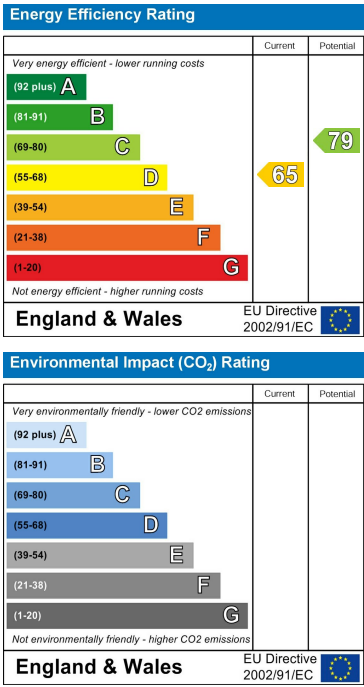 Energy Efficiency Rating
Current Potential
Very energy efficient - lower running costs
(92 plus) A
(81-91) B
(69-80) C
79
(55-68) D
65
(39-54) E
(21-38) F
(1-20) G
Not energy efficient - higher running costs
England & Wales
EU Directive
2002/91/EC
Environmental Impact (CO₂) Rating
Current Potential
Very environmentally friendly - lower CO2 emissions
(92 plus) A
(81-91) B
(69-80) C
(55-68) D
(39-54) E
(21-38) F
(1-20) G
Not environmentally friendly - higher CO2 emissions
England & Wales
EU Directive
2002/91/EC